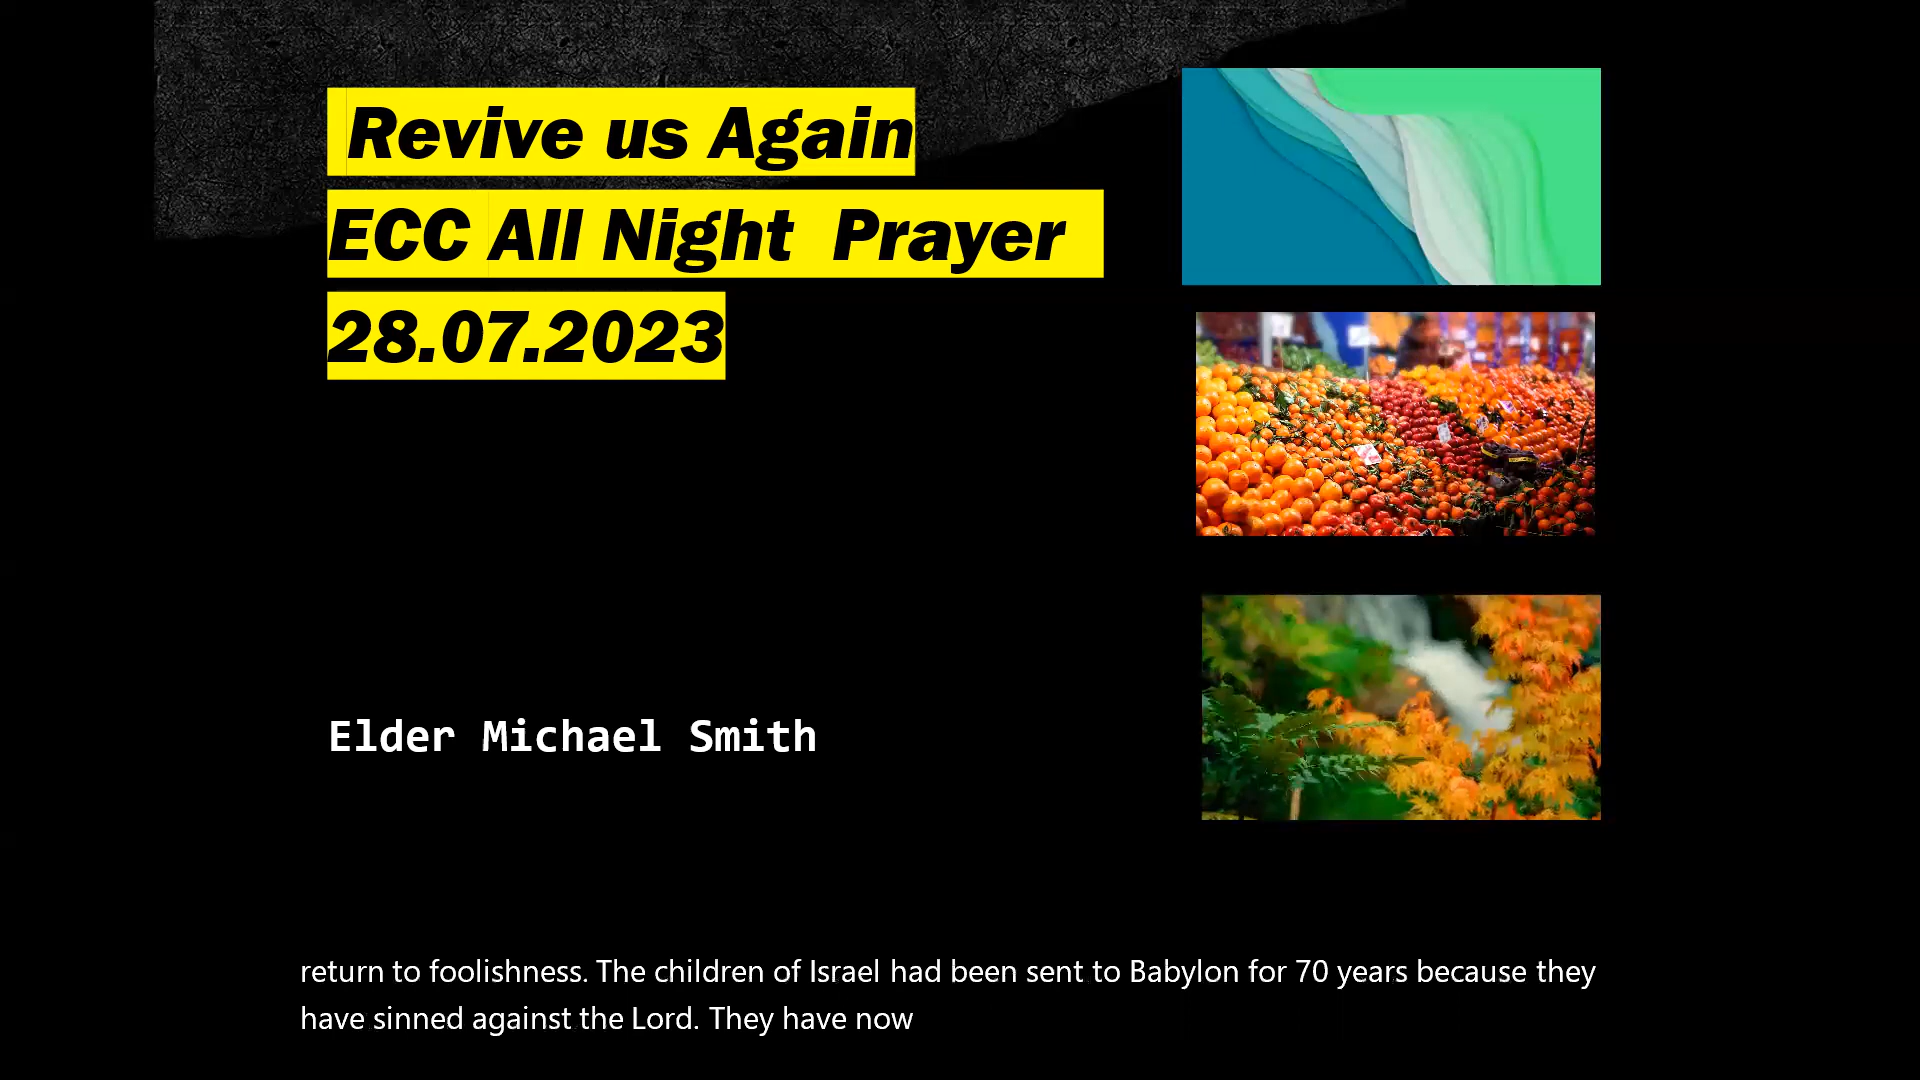 Revive us Again
ECC All Night Prayer
28.07.2023
Elder Michael Smith
return to foolishness. The children of Israel had been sent to Babylon for 70 years because they
have sinned against the Lord. They have now